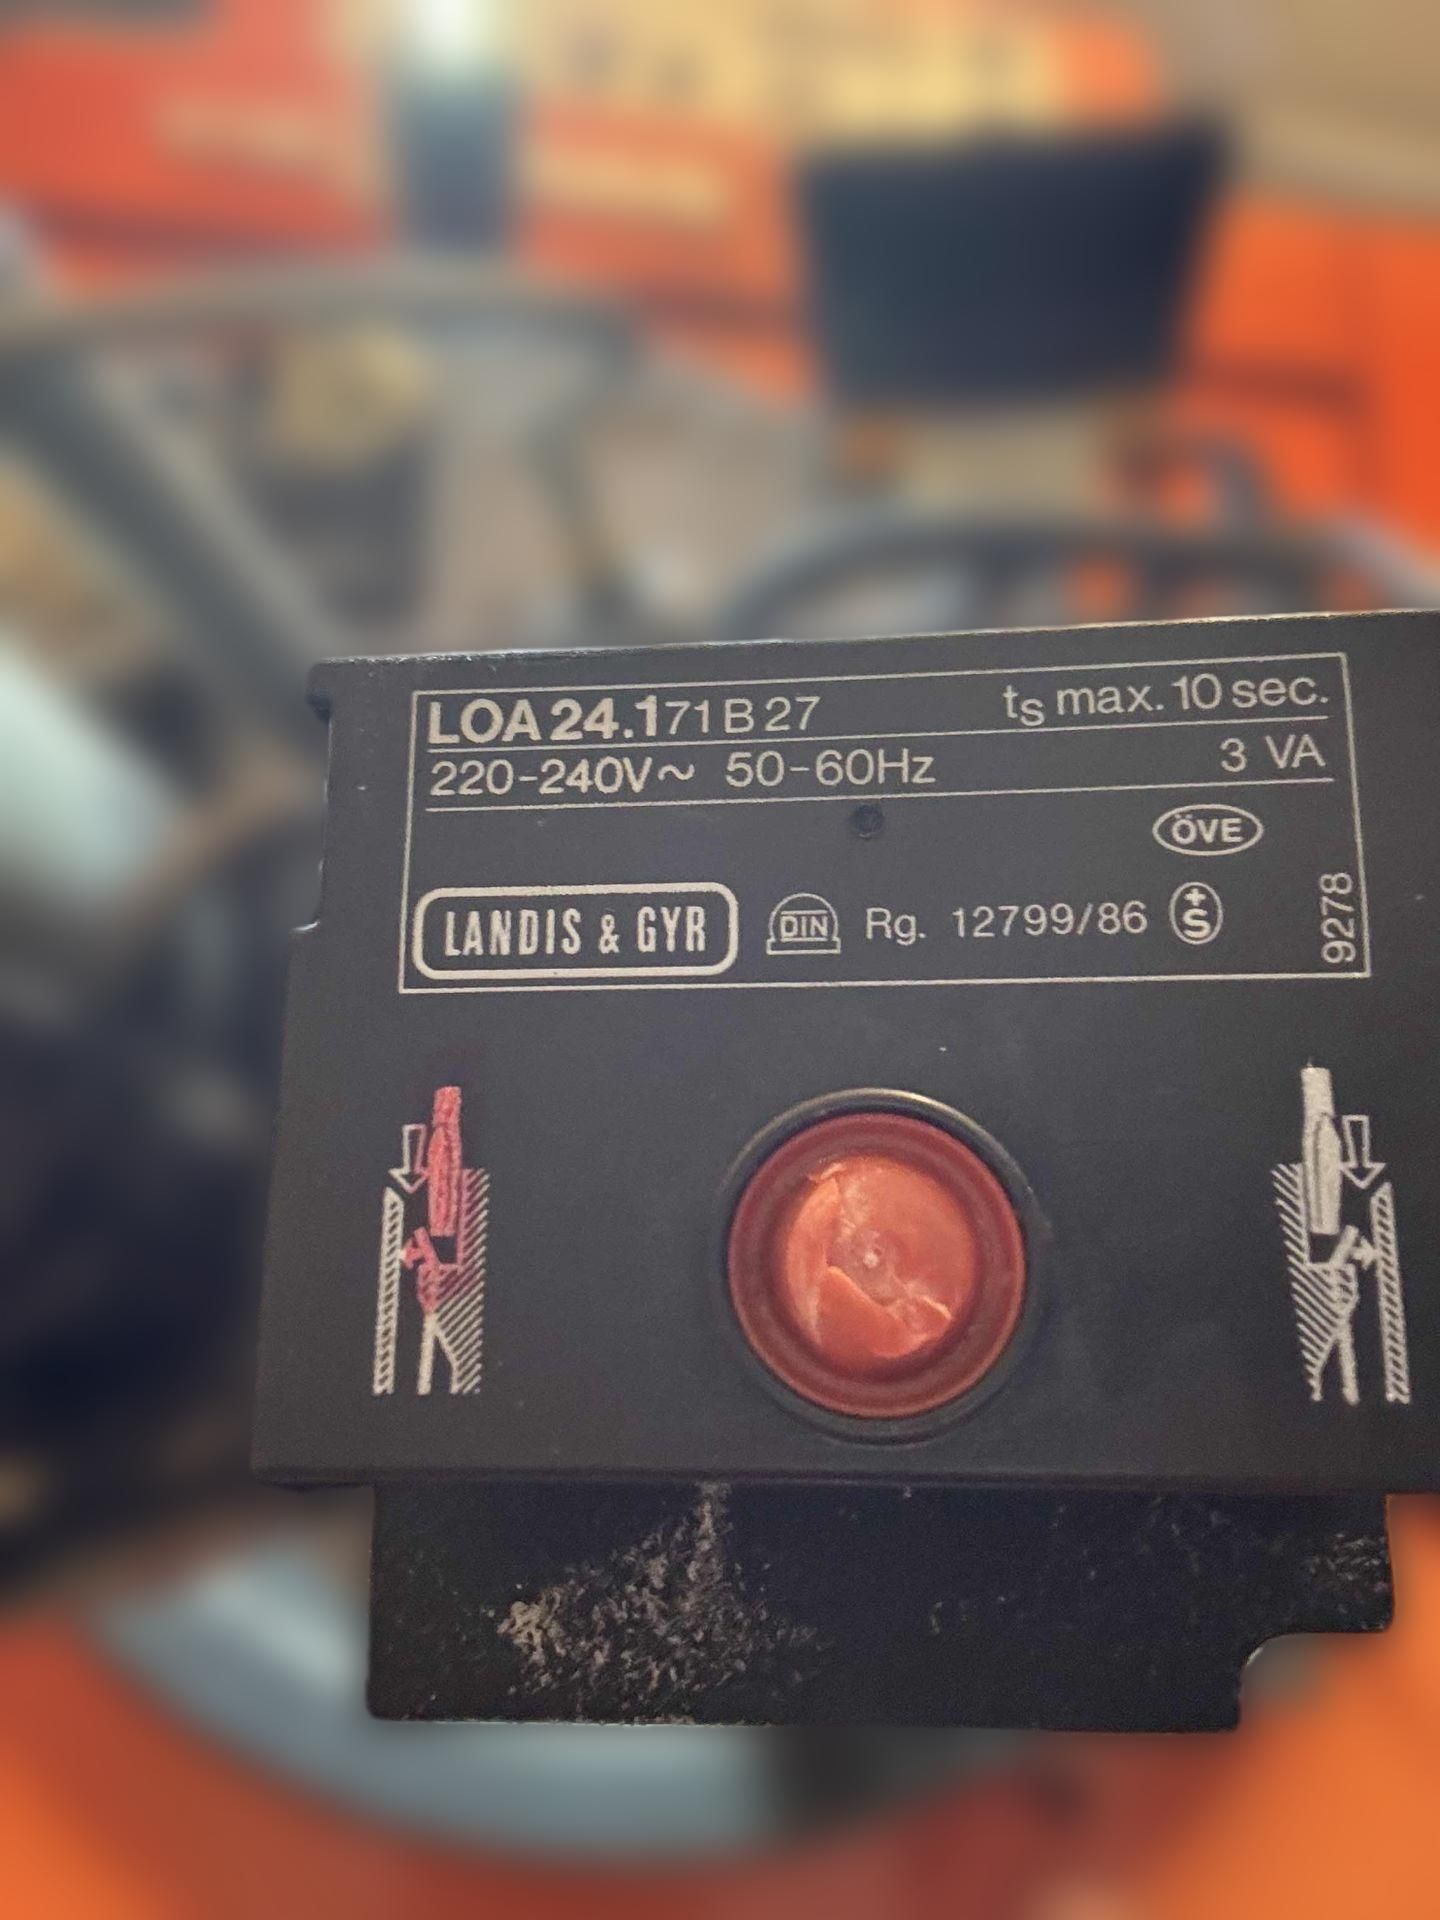 LOA 24.171 B 27 ts max. 10 sec.
220-240V~ 50-60Hz 3 VA
ÖVE
LANDIS & GYR DIN Rg. 12799/86 +S
9278